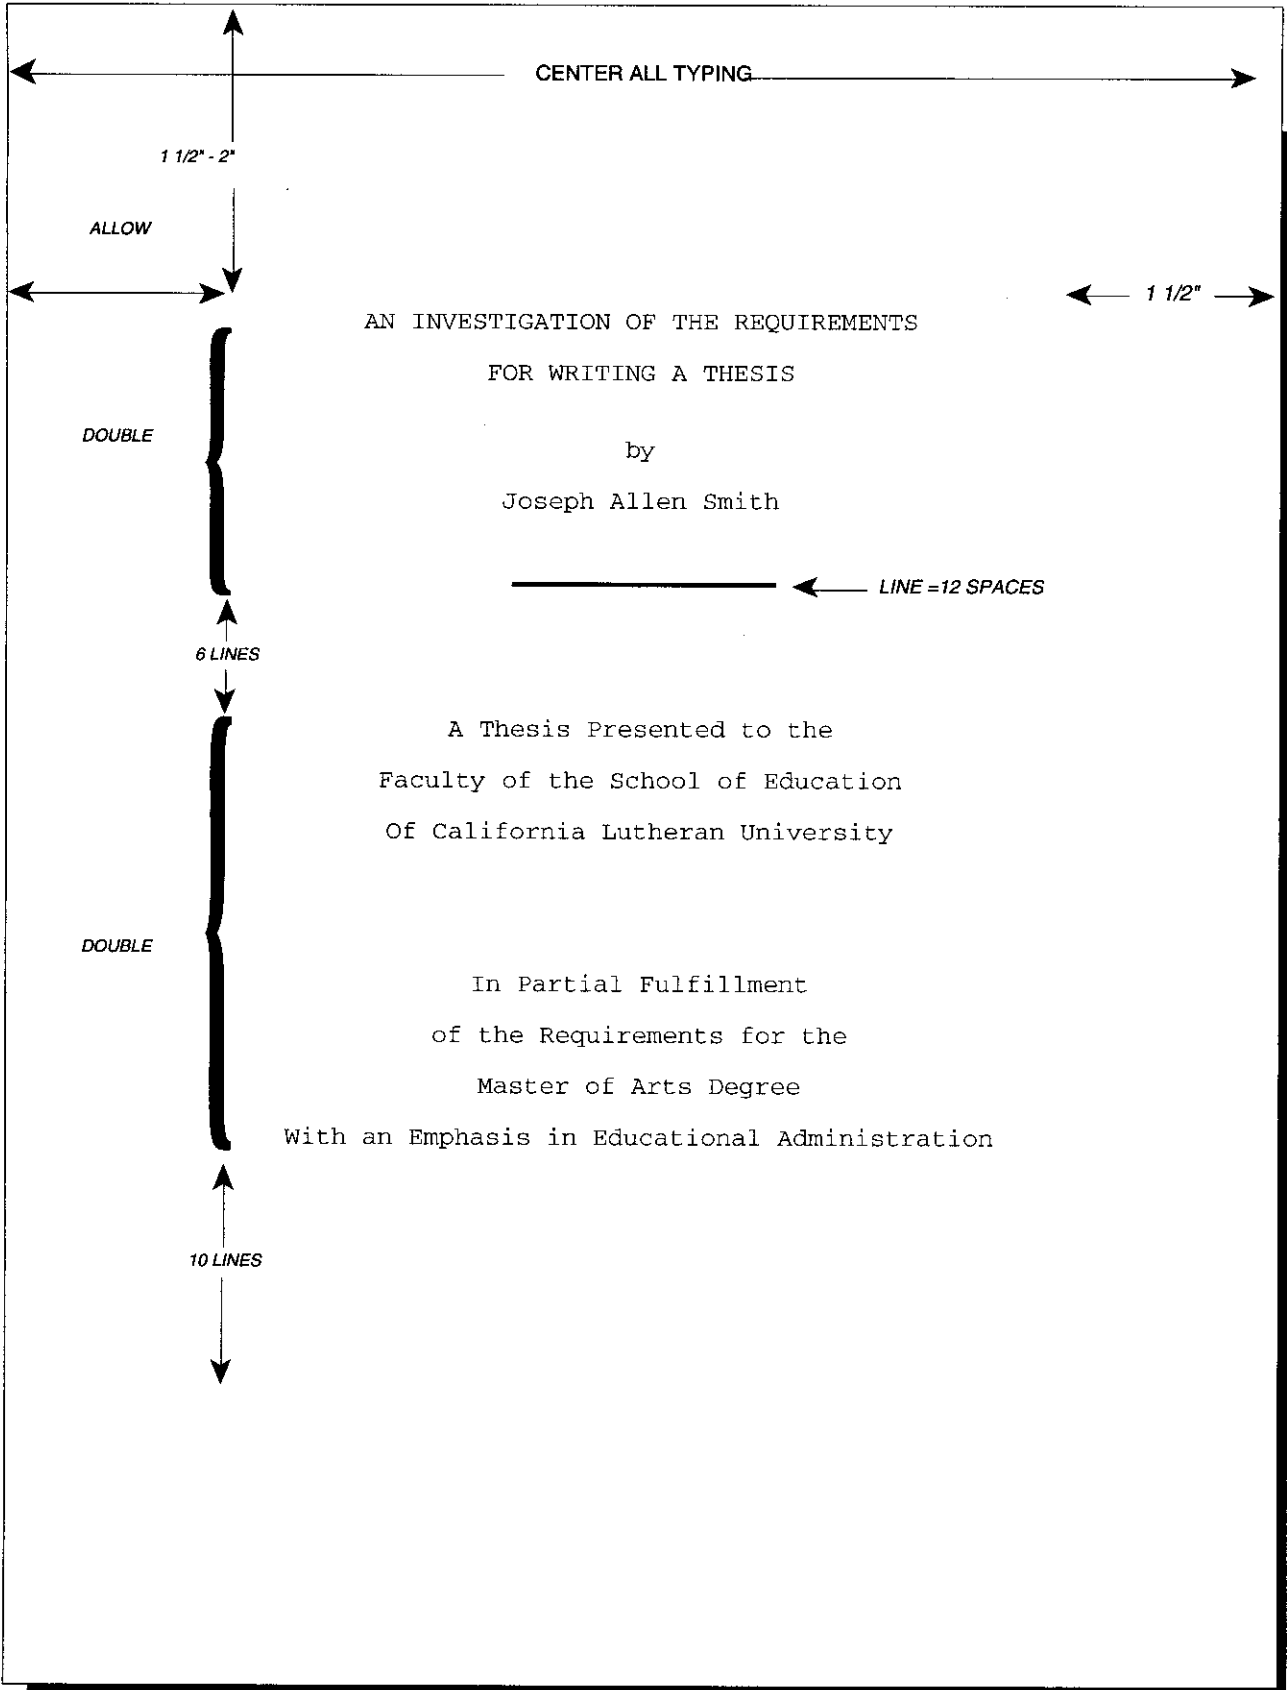 CENTER ALL TYPING
1 1/2" - 2"
ALLOW
1 1/2"
AN INVESTIGATION OF THE REQUIREMENTS
FOR WRITING A THESIS
DOUBLE
by
Joseph Allen Smith
LINE =12 SPACES
6 LINES
A Thesis Presented to the
Faculty of the School of Education
Of California Lutheran University
DOUBLE
In Partial Fulfillment
of the Requirements for the
Master of Arts Degree
With an Emphasis in Educational Administration
10 LINES